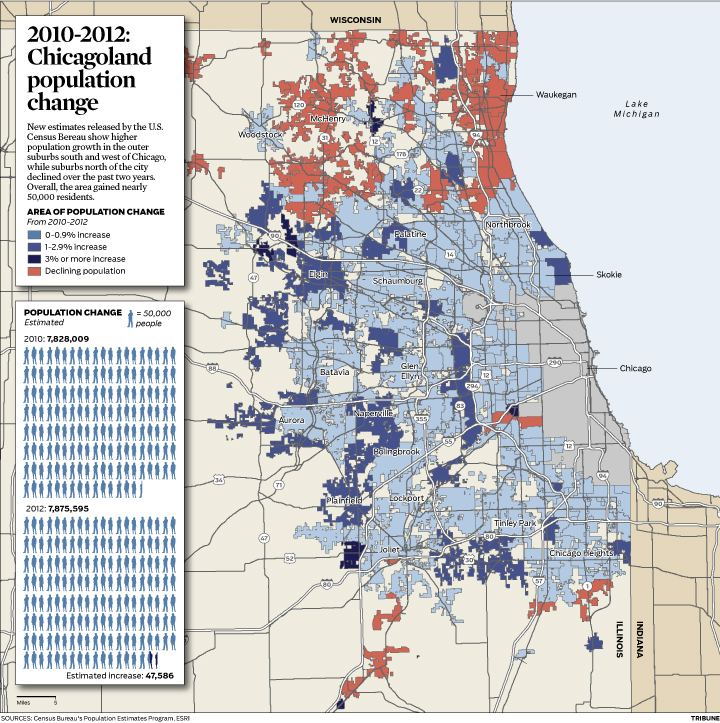 2010-2012:
Chicagoland
population
change
New estimates released by the U.S.
Census Bereau show higher
population growth in the outer
suburbs south and west of Chicago,
while suburbs north of the city
declined over the past two years.
Overall, the area gained nearly
50,000 residents.
AREA OF POPULATION CHANGE
From 2010-2012
0-0.9% increase
1-2.9% increase
3% or more increase
Declining population
POPULATION CHANGE
Estimated
= 50,000
people
2010: 7,828,009
2012: 7,875,595
Estimated increase: 47,586
WISCONSIN
Waukegan
Lake
Michigan
120
McHenry
Woodstock
31
12
94
176
22
Northbrook
90
Palatine
14
Elgin
Skokie
47
Schaumburg
290
Chicago
88
Batavia
Glen
Ellyn
12
294
Naperville
83
Aurora
355
55
12
Bolingbrook
94
34
71
90
Plainfield
Lockport
Tinley Park
47
80
52
Joliet
30
Chicago Heights
80
57
1
ILLINOIS
INDIANA
Miles
5
SOURCES: Census Bureau's Population Estimates Program, ESRI
TRIBUNE